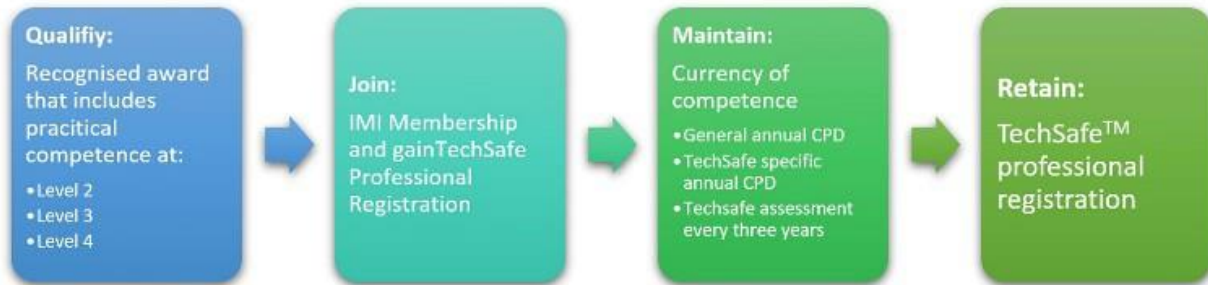 Qualifiy:
Recognised award
that includes
pracitical
competence at:
•Level 2
•Level 3
•Level 4
Join:
IMI Membership
and gainTechSafe
Professional
Registration
Maintain:
Currency of
competence
•General annual CPD
•TechSafe specific
annual CPD
•Techsafe assessment
every three years
Retain:
TechSafe™
professional
registration